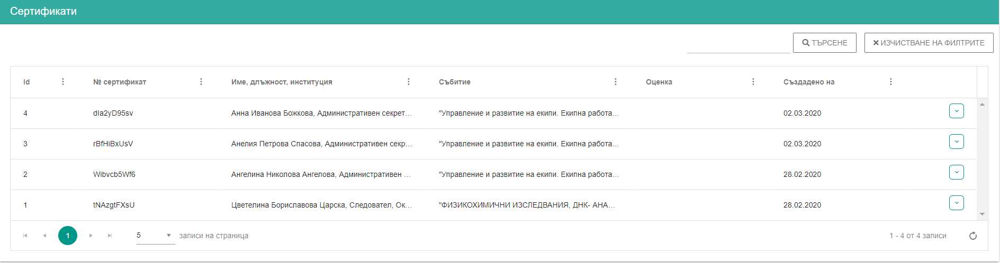 Сертификати
ТЪРСЕНЕ ИЗЧИСТВАНЕ НА ФИЛТРИТЕ
Id № сертификат Име, длъжност, институция Събитие Оценка Създадено на
4 dIa2yD95sv Анна Иванова Божкова, Административен секрет... "Управление и развитие на екипи. Екипна работа... 02.03.2020
3 rBfHiBxUsV Анелия Петрова Спасова, Административен секр... "Управление и развитие на екипи. Екипна работа... 02.03.2020
2 Wibvcb5Wf6 Ангелина Николова Ангелова, Административен ... "Управление и развитие на екипи. Екипна работа... 28.02.2020
1 tNAzgtFXsU Цветелина Бориславова Царска, Следовател, Ок... "ФИЗИКОХИМИЧНИ ИЗСЛЕДВАНИЯ, ДНК- АНА... 28.02.2020
1 5 записи на страница 1 - 4 от 4 записи